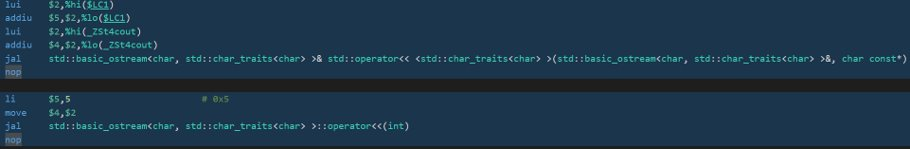 lui $2,%hi($LC1)
addiu $5,$2,%lo($LC1)
lui $2,%hi(_ZSt4cout)
addiu $4,$2,%lo(_ZSt4cout)
jal std::basic_ostream<char, std::char_traits<char> >& std::operator<< <std::char_traits<char> >(std::basic_ostream<char, std::char_traits<char> >&, char const*)
nop
li $5,5 # 0x5
move $4,$2
jal std::basic_ostream<char, std::char_traits<char> >::operator<<(int)
nop